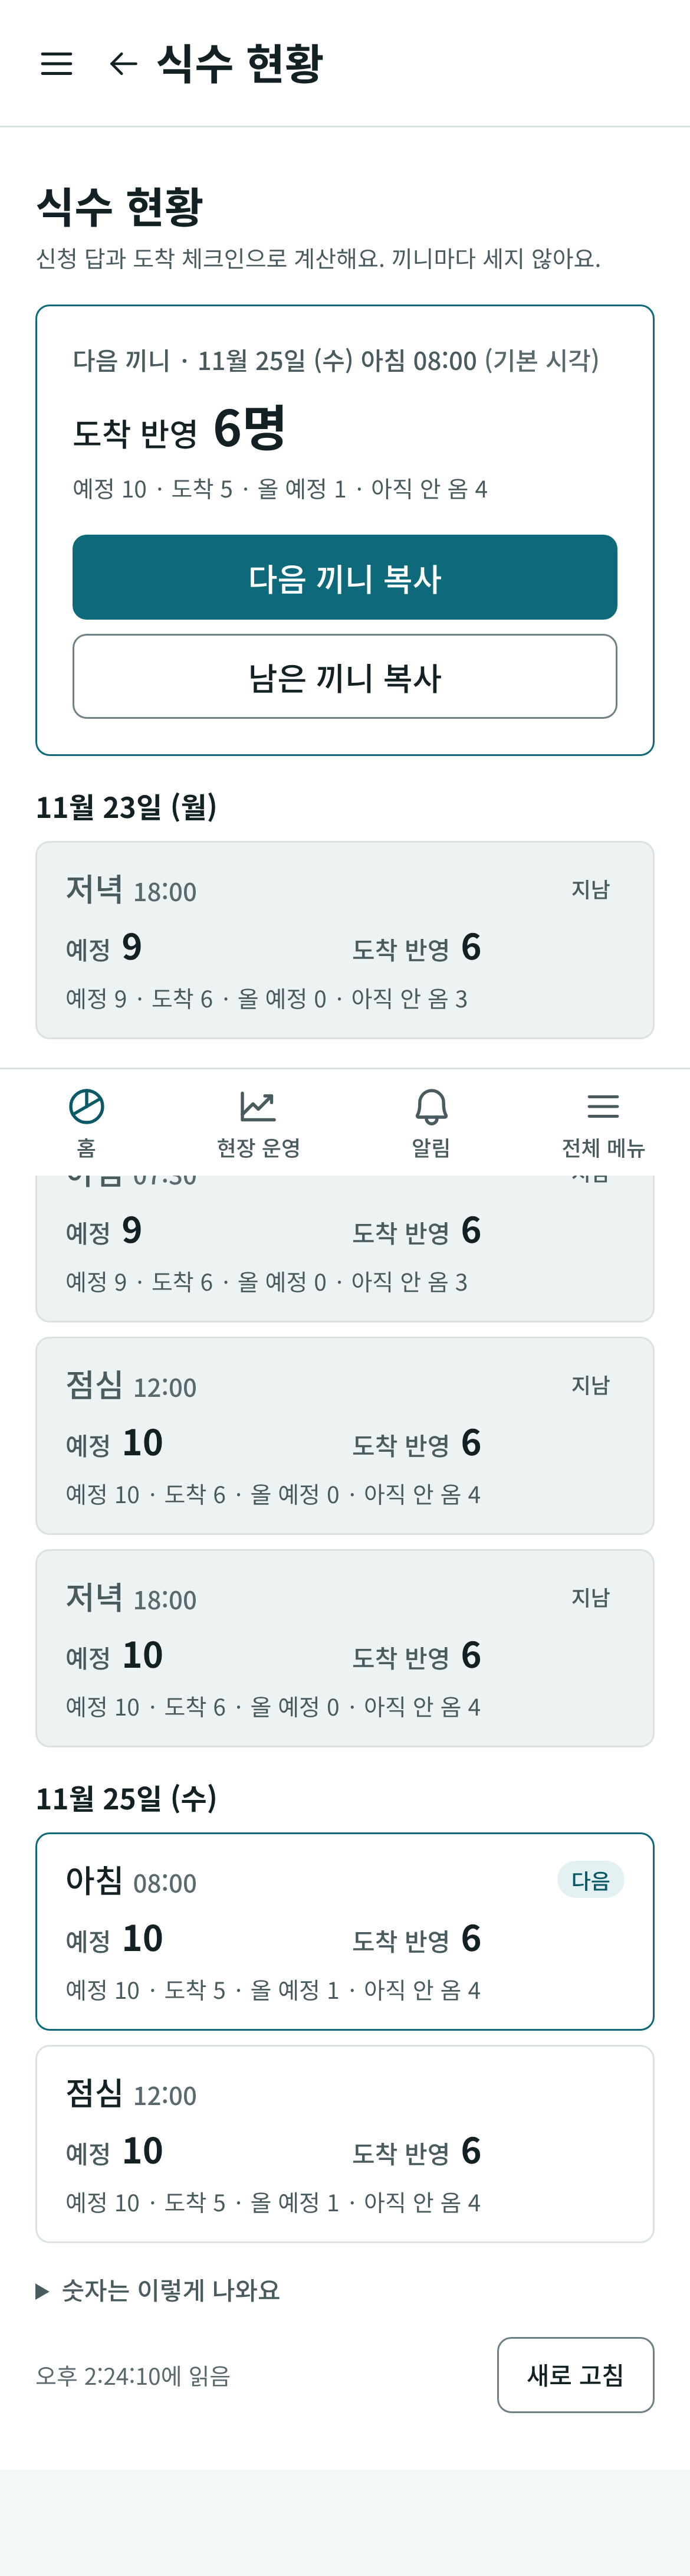 식수 현황
식수 현황
신청 답과 도착 체크인으로 계산해요. 끼니마다 세지 않아요.
다음 끼니 · 11월 25일 (수) 아침 08:00 (기본 시각)
도착 반영 6명
예정 10 · 도착 5 · 올 예정 1 · 아직 안 옴 4
다음 끼니 복사
남은 끼니 복사
11월 23일 (월)
저녁 18:00 지남
예정 9 도착 반영 6
예정 9 · 도착 6 · 올 예정 0 · 아직 안 옴 3
홈 현장 운영 알림 전체 메뉴
예정 9 도착 반영 6
예정 9 · 도착 6 · 올 예정 0 · 아직 안 옴 3
점심 12:00 지남
예정 10 도착 반영 6
예정 10 · 도착 6 · 올 예정 0 · 아직 안 옴 4
저녁 18:00 지남
예정 10 도착 반영 6
예정 10 · 도착 6 · 올 예정 0 · 아직 안 옴 4
11월 25일 (수)
아침 08:00 다음
예정 10 도착 반영 6
예정 10 · 도착 5 · 올 예정 1 · 아직 안 옴 4
점심 12:00
예정 10 도착 반영 6
예정 10 · 도착 5 · 올 예정 1 · 아직 안 옴 4
숫자는 이렇게 나와요
오후 2:24:10에 읽음 새로 고침